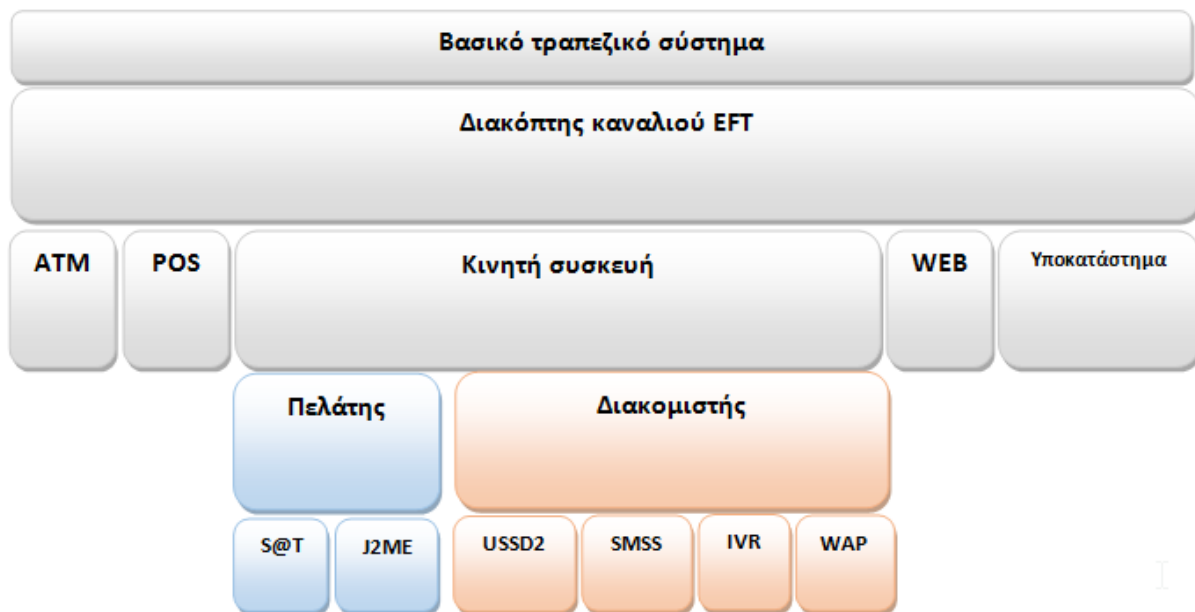 Βασικό τραπεζικό σύστημα
Διακόπτης καναλιού EFT
ATM
POS
Κινητή συσκευή
WEB
Υποκατάστημα
Πελάτης
Διακομιστής
S@T
J2ME
USSD2
SMSS
IVR
WAP